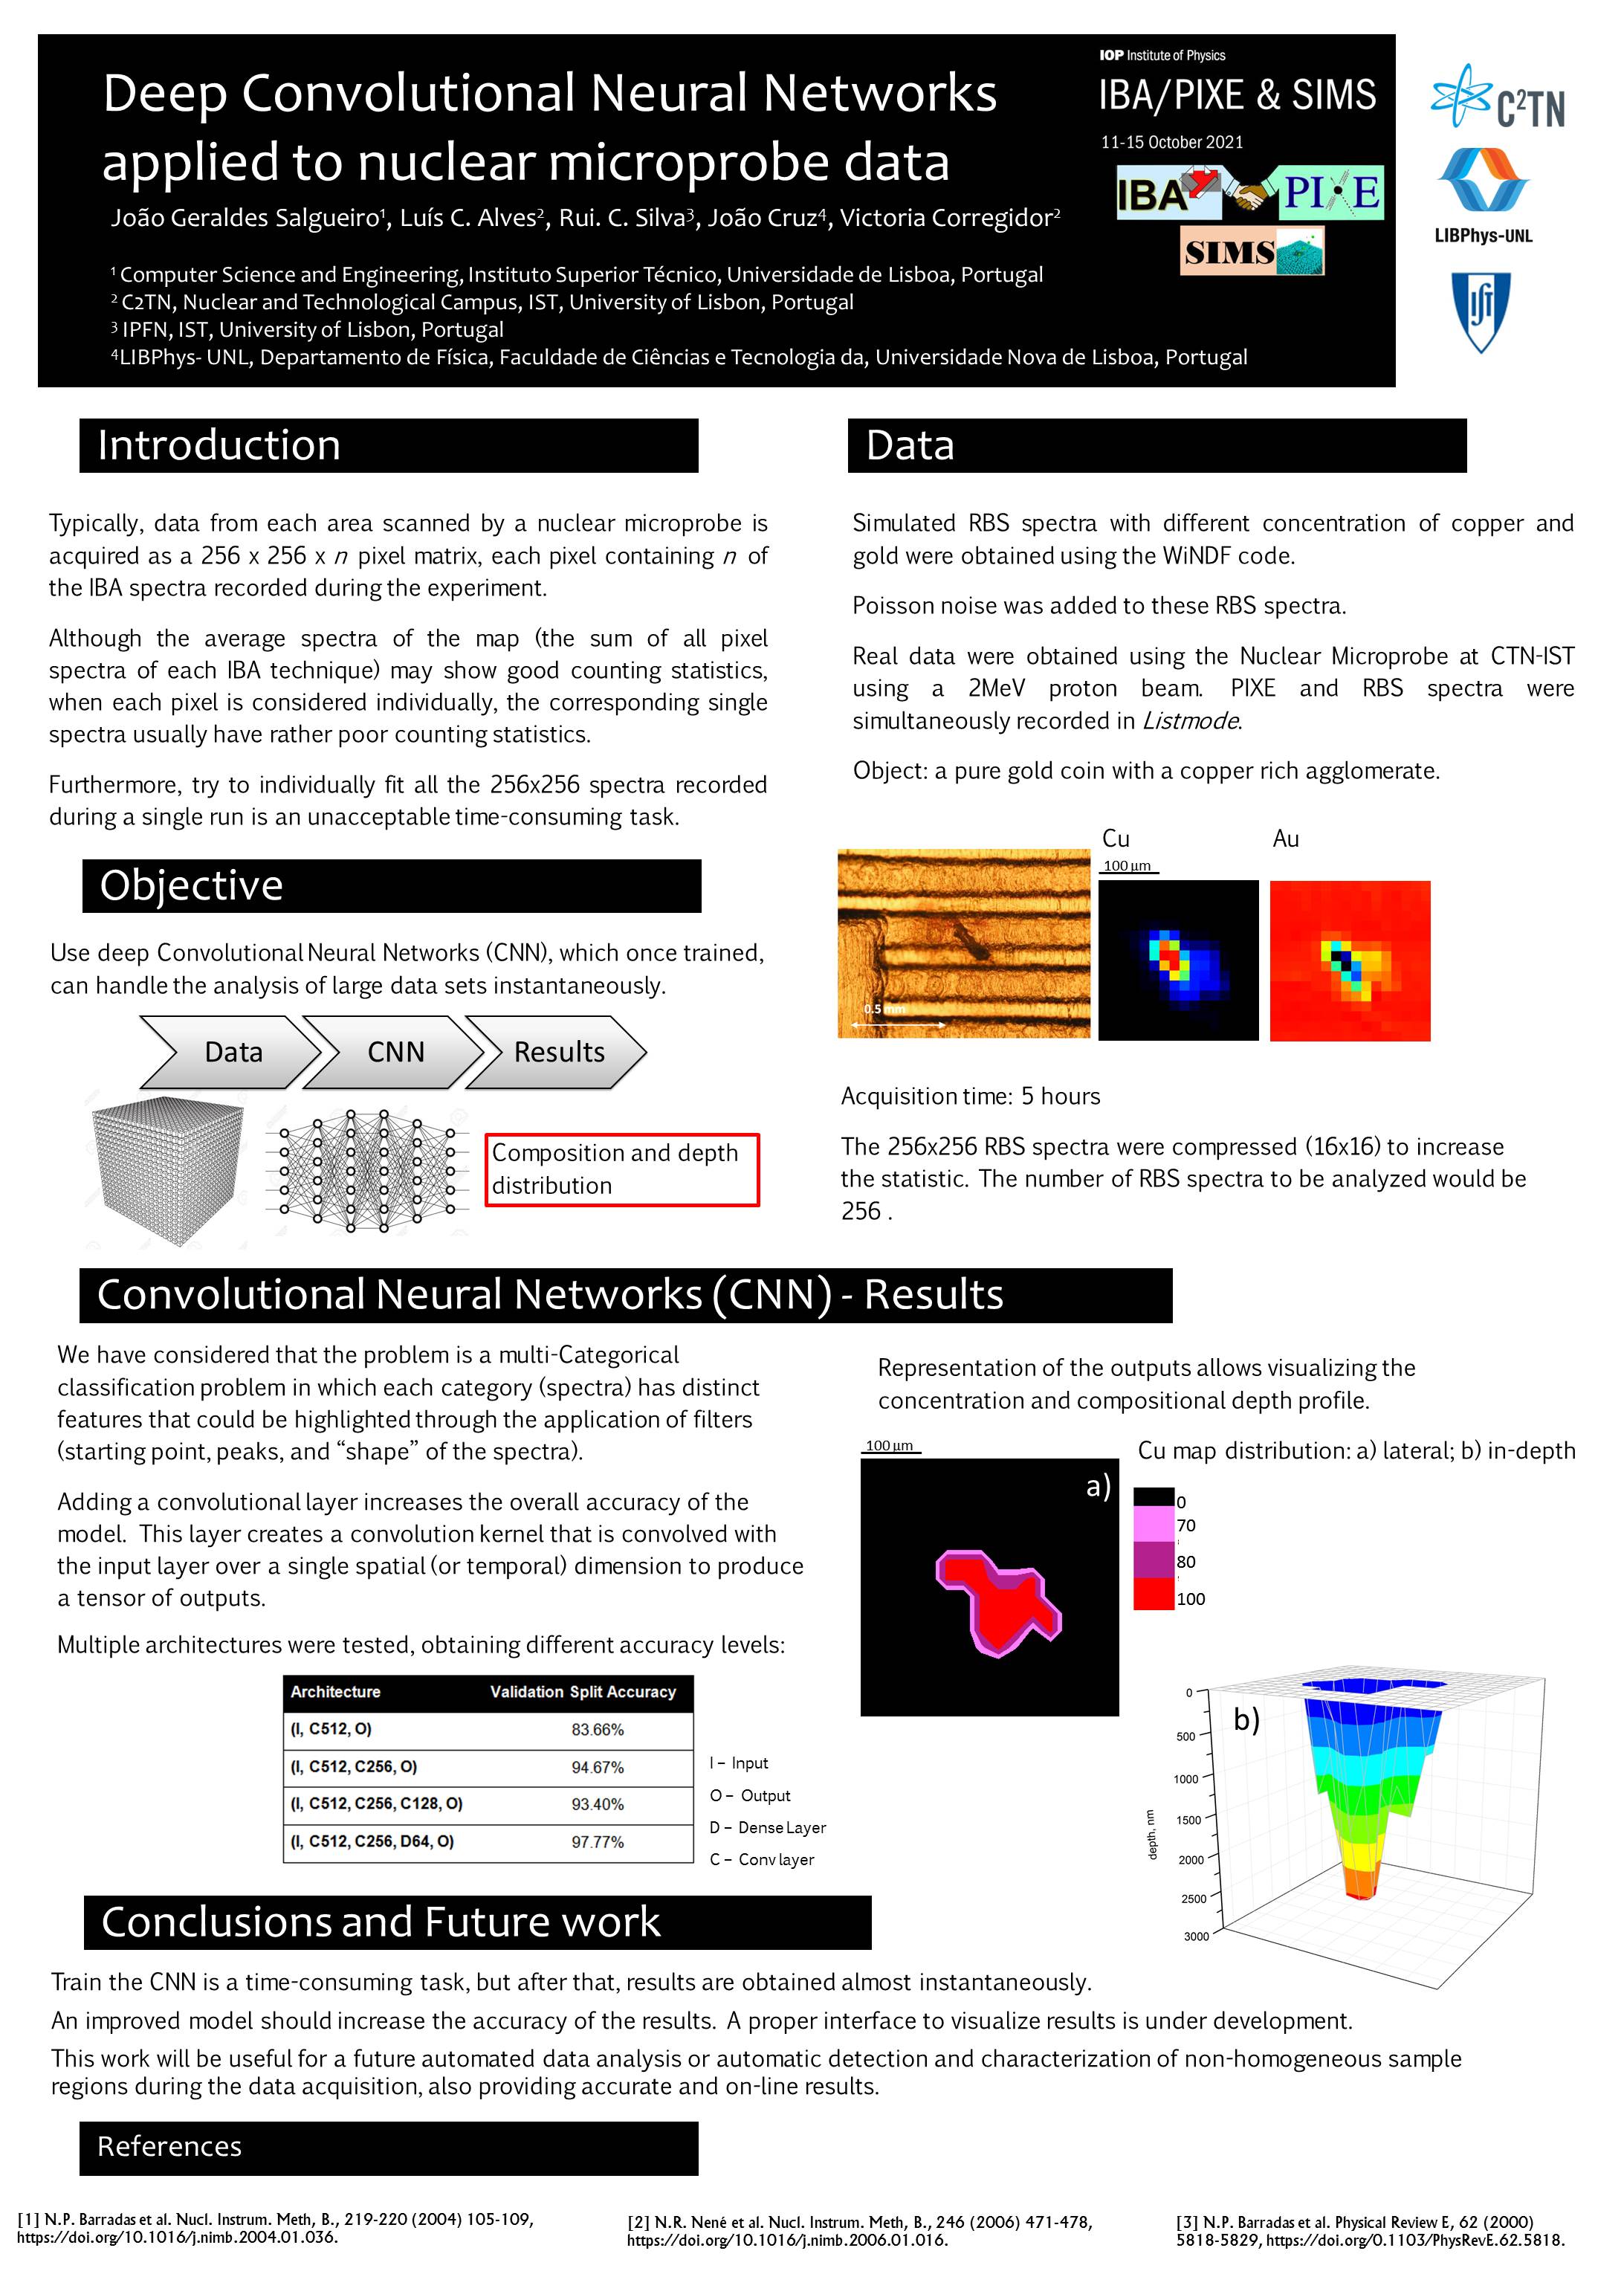 Deep Convolutional Neural Networks
applied to nuclear microprobe data
João Geraldes Salgueiro¹, Luís C. Alves², Rui. C. Silva³, João Cruz⁴, Victoria Corregidor²
¹ Computer Science and Engineering, Instituto Superior Técnico, Universidade de Lisboa, Portugal
² C2TN, Nuclear and Technological Campus, IST, University of Lisbon, Portugal
³ IPFN, IST, University of Lisbon, Portugal
⁴LIBPhys- UNL, Departamento de Física, Faculdade de Ciências e Tecnologia da, Universidade Nova de Lisboa, Portugal
IOP Institute of Physics
IBA/PIXE & SIMS
11-15 October 2021
IBA
PIXE
SIMS
C²TN
LIBPhys-UNL
Introduction
Typically, data from each area scanned by a nuclear microprobe is
acquired as a 256 x 256 x n pixel matrix, each pixel containing n of
the IBA spectra recorded during the experiment.
Although the average spectra of the map (the sum of all pixel
spectra of each IBA technique) may show good counting statistics,
when each pixel is considered individually, the corresponding single
spectra usually have rather poor counting statistics.
Furthermore, try to individually fit all the 256x256 spectra recorded
during a single run is an unacceptable time-consuming task.
Objective
Use deep Convolutional Neural Networks (CNN), which once trained,
can handle the analysis of large data sets instantaneously.
Data
CNN
Results
Composition and depth
distribution
Data
Simulated RBS spectra with different concentration of copper and
gold were obtained using the WiNDF code.
Poisson noise was added to these RBS spectra.
Real data were obtained using the Nuclear Microprobe at CTN-IST
using a 2MeV proton beam. PIXE and RBS spectra were
simultaneously recorded in Listmode.
Object: a pure gold coin with a copper rich agglomerate.
Cu
Au
100 µm
0.5 mm
Acquisition time: 5 hours
The 256x256 RBS spectra were compressed (16x16) to increase
the statistic. The number of RBS spectra to be analyzed would be
256 .
Convolutional Neural Networks (CNN) - Results
We have considered that the problem is a multi-Categorical
classification problem in which each category (spectra) has distinct
features that could be highlighted through the application of filters
(starting point, peaks, and “shape” of the spectra).
Adding a convolutional layer increases the overall accuracy of the
model. This layer creates a convolution kernel that is convolved with
the input layer over a single spatial (or temporal) dimension to produce
a tensor of outputs.
Multiple architectures were tested, obtaining different accuracy levels:
Architecture Validation Split Accuracy
(I, C512, O) 83.66%
(I, C512, C256, O) 94.67%
(I, C512, C256, C128, O) 93.40%
(I, C512, C256, D64, O) 97.77%
I – Input
O – Output
D – Dense Layer
C – Conv layer
Representation of the outputs allows visualizing the
concentration and compositional depth profile.
100 µm
Cu map distribution: a) lateral; b) in-depth
a)
0
70
80
100
b)
0
500
1000
1500
2000
2500
3000
depth, nm
Conclusions and Future work
Train the CNN is a time-consuming task, but after that, results are obtained almost instantaneously.
An improved model should increase the accuracy of the results. A proper interface to visualize results is under development.
This work will be useful for a future automated data analysis or automatic detection and characterization of non-homogeneous sample
regions during the data acquisition, also providing accurate and on-line results.
References
[1] N.P. Barradas et al. Nucl. Instrum. Meth, B., 219-220 (2004) 105-109,
https://doi.org/10.1016/j.nimb.2004.01.036.
[2] N.R. Nené et al. Nucl. Instrum. Meth, B., 246 (2006) 471-478,
https://doi.org/10.1016/j.nimb.2006.01.016.
[3] N.P. Barradas et al. Physical Review E, 62 (2000)
5818-5829, https://doi.org/0.1103/PhysRevE.62.5818.